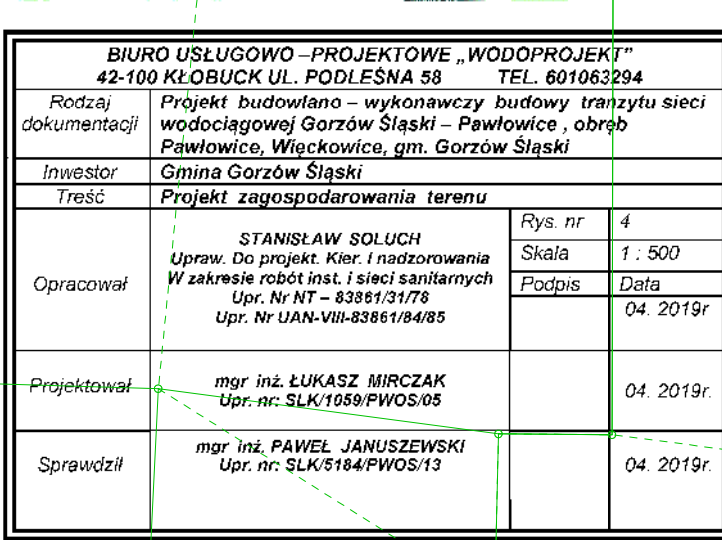 BIURO USŁUGOWO –PROJEKTOWE „WODOPROJEKT”
42-100 KŁOBUCK UL. PODLEŚNA 58 TEL. 601063294
Rodzaj dokumentacji
Projekt budowlano – wykonawczy budowy tranzytu sieci
wodociągowej Gorzów Śląski – Pawłowice , obręb
Pawłowice, Więckowice, gm. Gorzów Śląski
Inwestor Gmina Gorzów Śląski
Treść Projekt zagospodarowania terenu
Opracował
STANISŁAW SOLUCH
Upraw. Do projekt. Kier. i nadzorowania
W zakresie robót inst. i sieci sanitarnych
Upr. Nr NT – 83861/31/78
Upr. Nr UAN-VIII-83861/84/85
Rys. nr 4
Skala 1 : 500
Podpis Data
04. 2019r
Projektował
mgr inż. ŁUKASZ MIRCZAK
Upr. nr: SLK/1059/PWOS/05
04. 2019r.
Sprawdził
mgr inż. PAWEŁ JANUSZEWSKI
Upr. nr: SLK/5184/PWOS/13
04. 2019r.